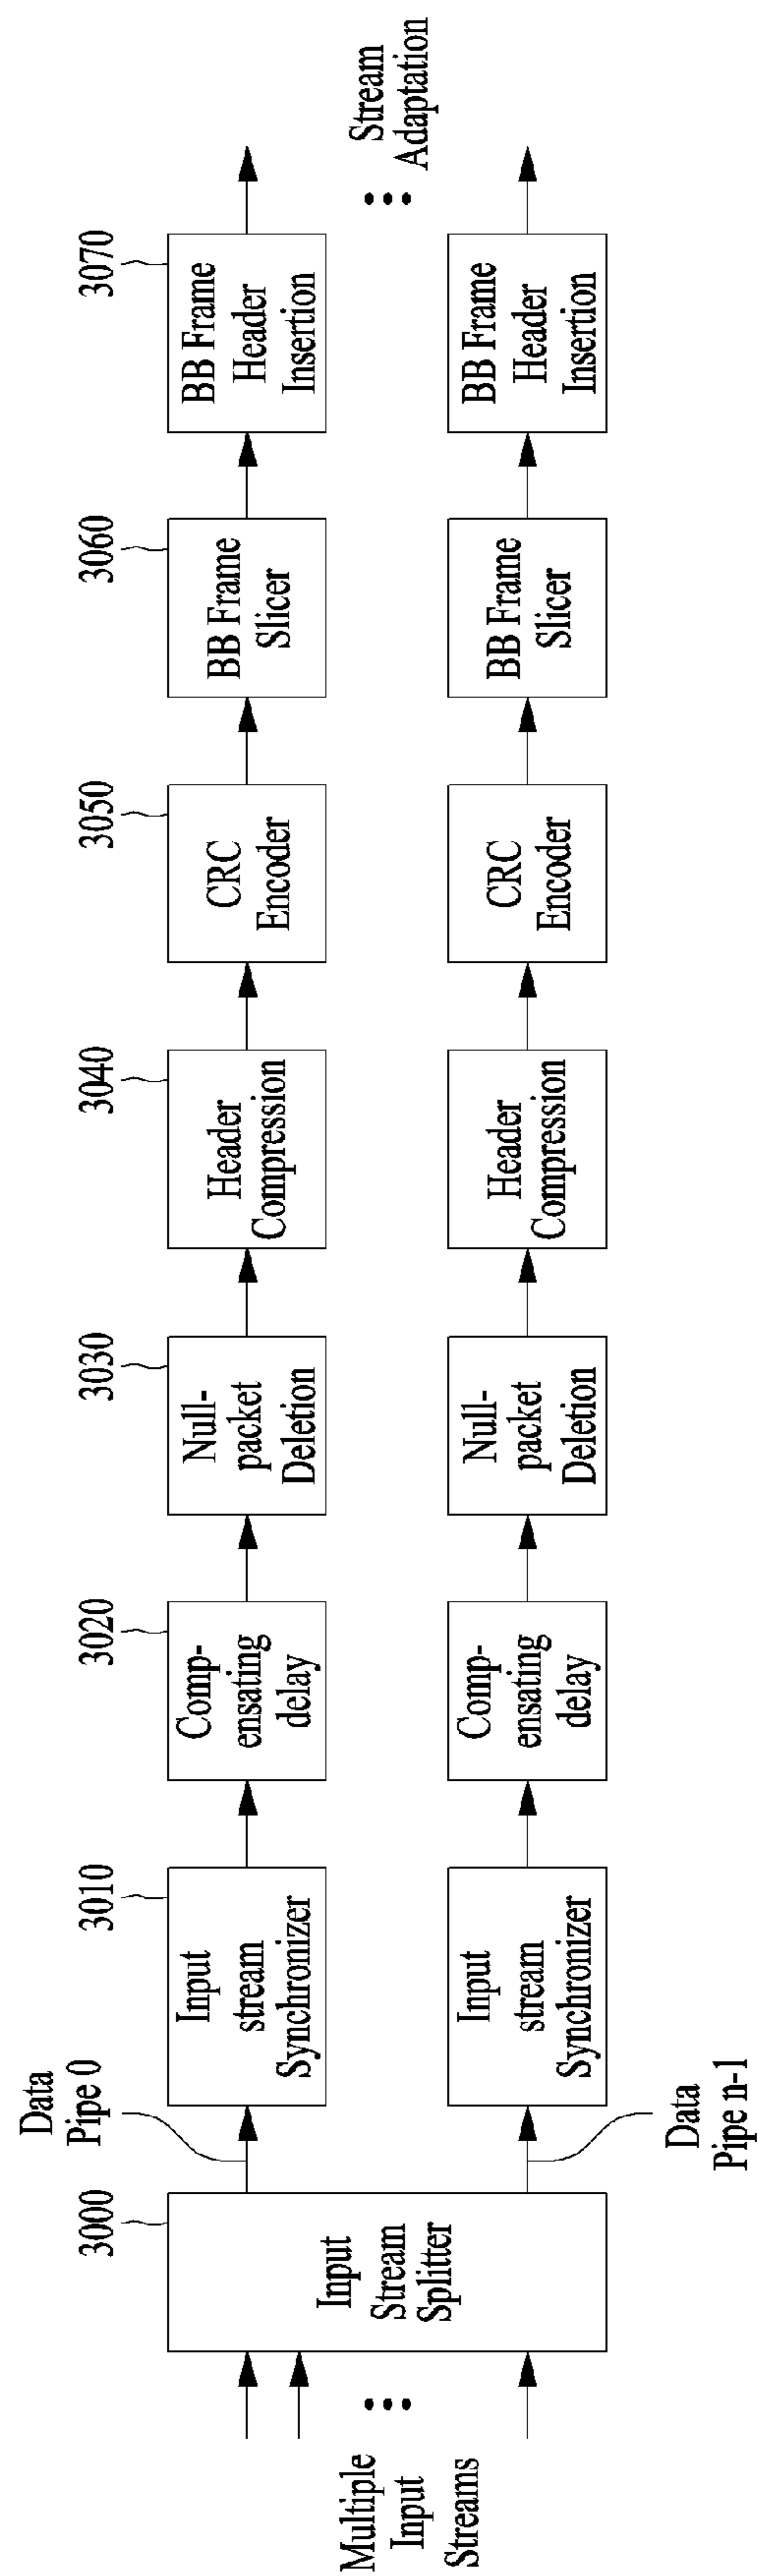 Multiple
Input
Streams
3000
Input
Stream
Splitter
Data
Pipe 0
3010
Input
stream
Synchronizer
3020
Comp-
ensating
delay
3030
Null-
packet
Deletion
3040
Header
Compression
3050
CRC
Encoder
3060
BB Frame
Slicer
3070
BB Frame
Header
Insertion
Stream
Adaptation
Data
Pipe n-1
Input
stream
Synchronizer
Comp-
ensating
delay
Null-
packet
Deletion
Header
Compression
CRC
Encoder
BB Frame
Slicer
BB Frame
Header
Insertion